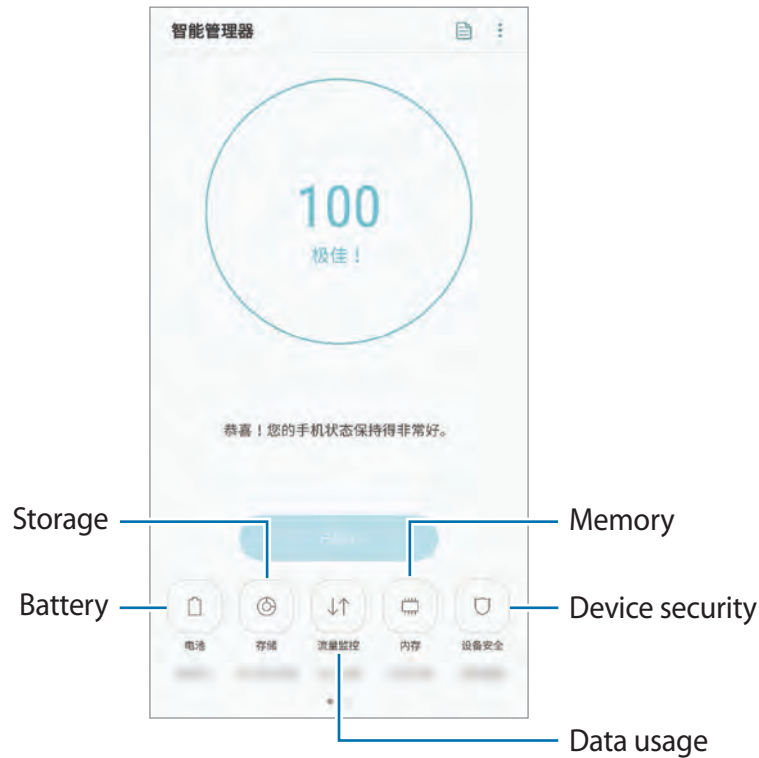 智能管理器
100
极佳！
恭喜！您的手机状态保持得非常好。
Storage
Memory
Battery
Device security
电池
存储
流量监控
内存
设备安全
Data usage